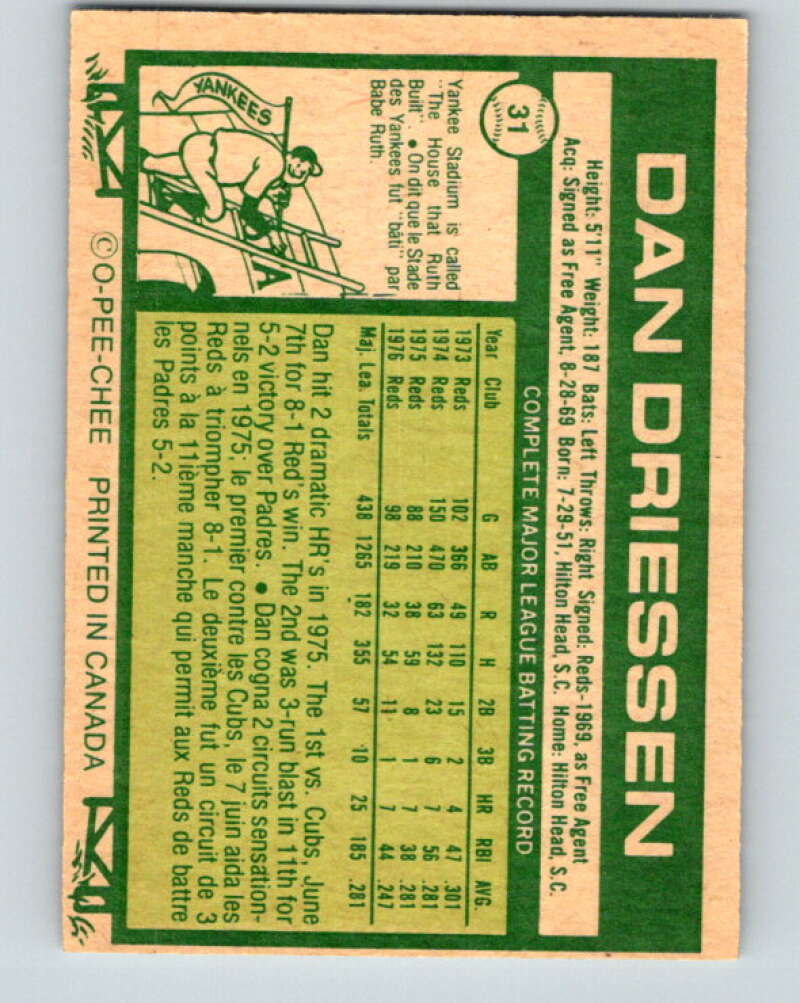 DAN DRIESSEN
Height: 5'11" Weight: 187 Bats: Left Throws: Right Signed: Reds-1969, as Free Agent
Acq: Signed as Free Agent, 8-28-69 Born: 7-29-51, Hilton Head, S.C. Home: Hilton Head, S.C.
31
COMPLETE MAJOR LEAGUE BATTING RECORD
Yankee Stadium is called
"The House that Ruth
Built". • On dit que le Stade
des Yankees fut "bâti" par
Babe Ruth.
YANKEES
A
Year Club G AB R H 2B 3B HR RBI AVG.
1973 Reds 102 366 49 110 15 2 4 47 .301
1974 Reds 150 470 63 132 23 6 7 56 .281
1975 Reds 88 210 38 59 8 1 7 38 .281
1976 Reds 98 219 32 54 11 1 7 44 .247
Maj. Lea. Totals 438 1265 182 355 57 10 25 185 .281
Dan hit 2 dramatic HR's in 1975. The 1st vs. Cubs, June
7th for 8-1 Red's win. The 2nd was 3-run blast in 11th for
5-2 victory over Padres. • Dan cogna 2 circuits sensation-
nels en 1975: le premier contre les Cubs, le 7 juin aida les
Reds à triompher 8-1. Le deuxième fut un circuit de 3
points à la 11ième manche qui permit aux Reds de battre
les Padres 5-2.
©O-PEE-CHEE PRINTED IN CANADA